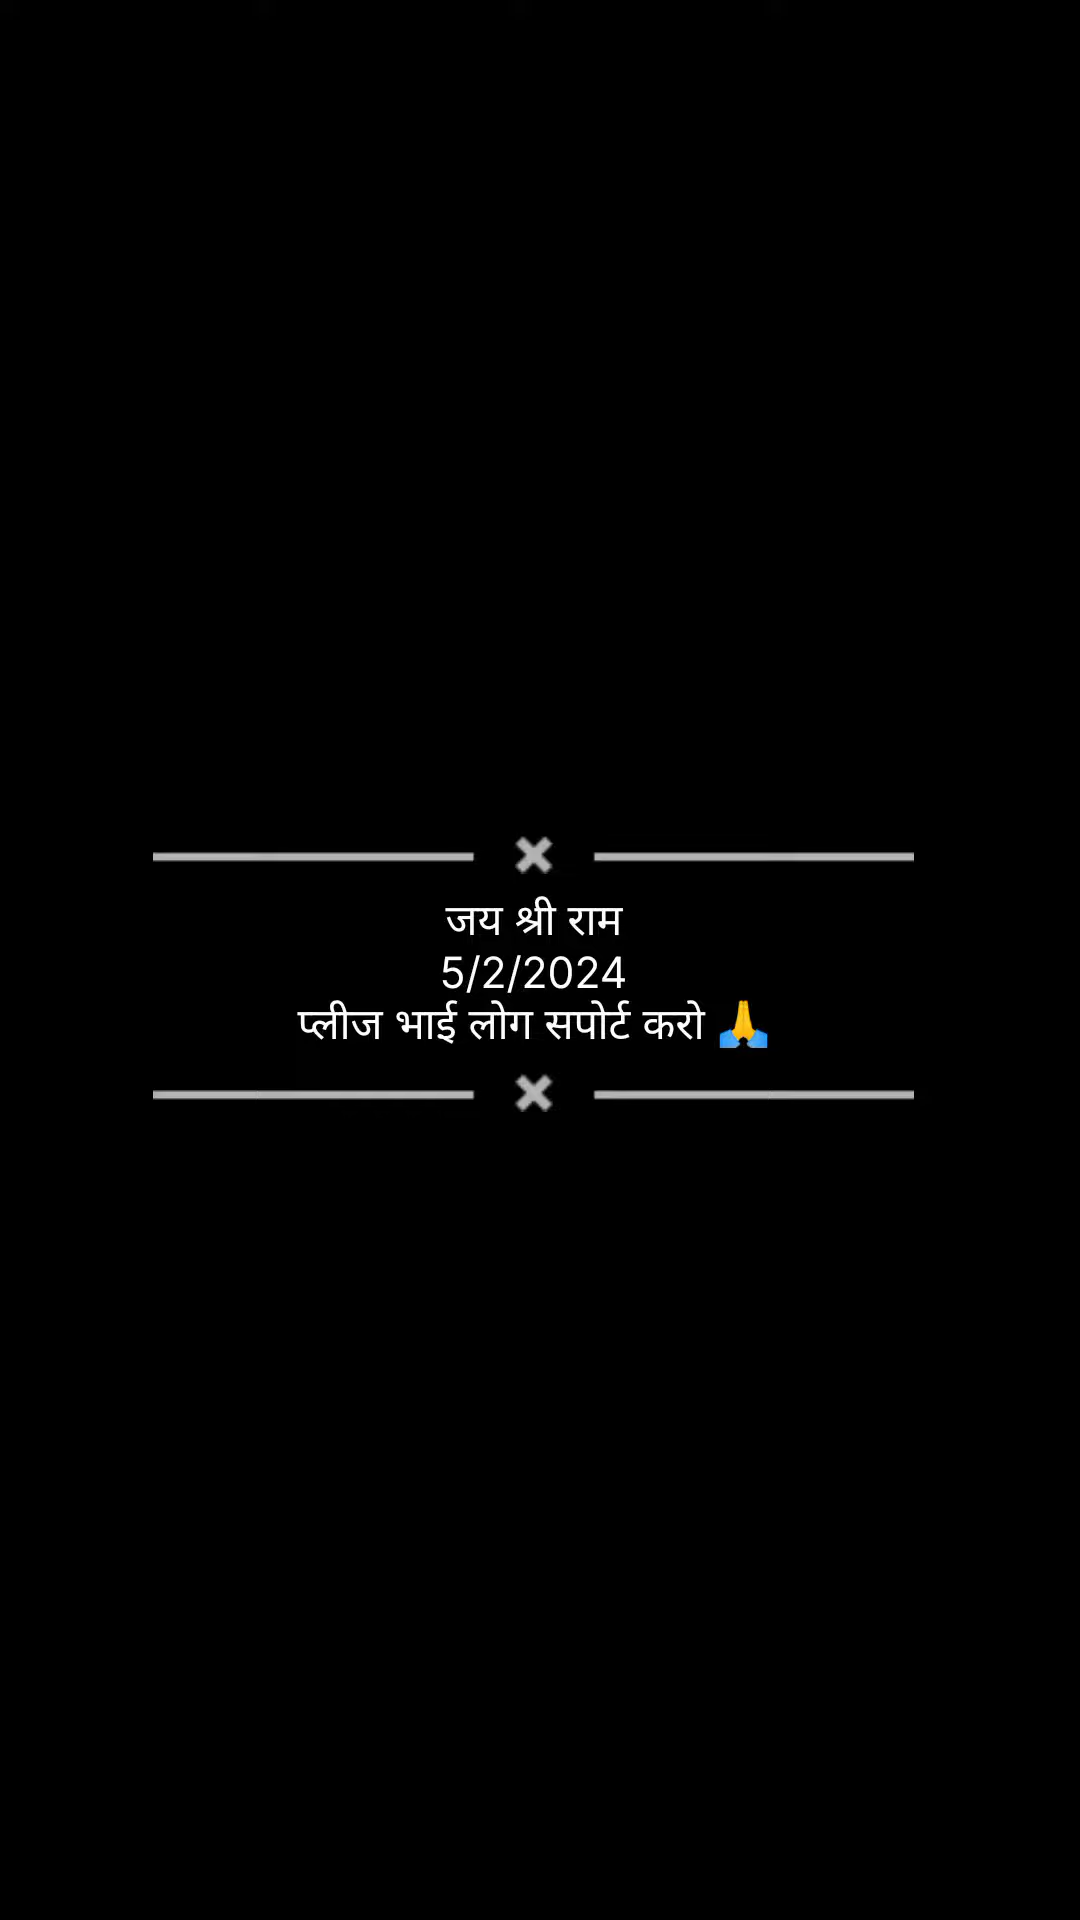 जय श्री राम
5/2/2024
प्लीज भाई लोग सपोर्ट करो 🙏